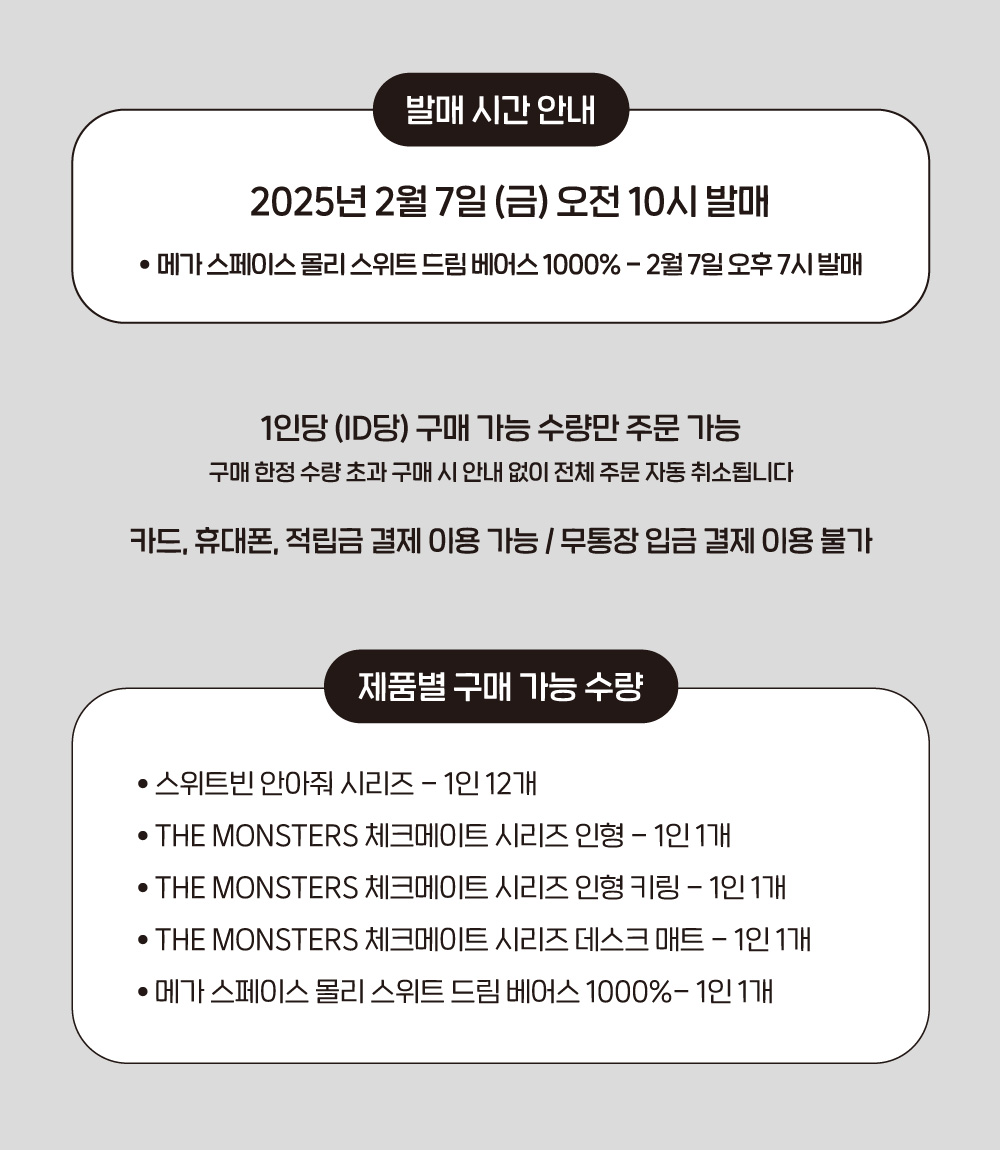 발매 시간 안내
2025년 2월 7일 (금) 오전 10시 발매
• 메가 스페이스 몰리 스위트 드림 베어스 1000% – 2월 7일 오후 7시 발매
1인당 (ID당) 구매 가능 수량만 주문 가능
구매 한정 수량 초과 구매 시 안내 없이 전체 주문 자동 취소됩니다
카드, 휴대폰, 적립금 결제 이용 가능 / 무통장 입금 결제 이용 불가
제품별 구매 가능 수량
• 스위트빈 안아줘 시리즈 – 1인 12개
• THE MONSTERS 체크메이트 시리즈 인형 – 1인 1개
• THE MONSTERS 체크메이트 시리즈 인형 키링 – 1인 1개
• THE MONSTERS 체크메이트 시리즈 데스크 매트 – 1인 1개
• 메가 스페이스 몰리 스위트 드림 베어스 1000%– 1인 1개